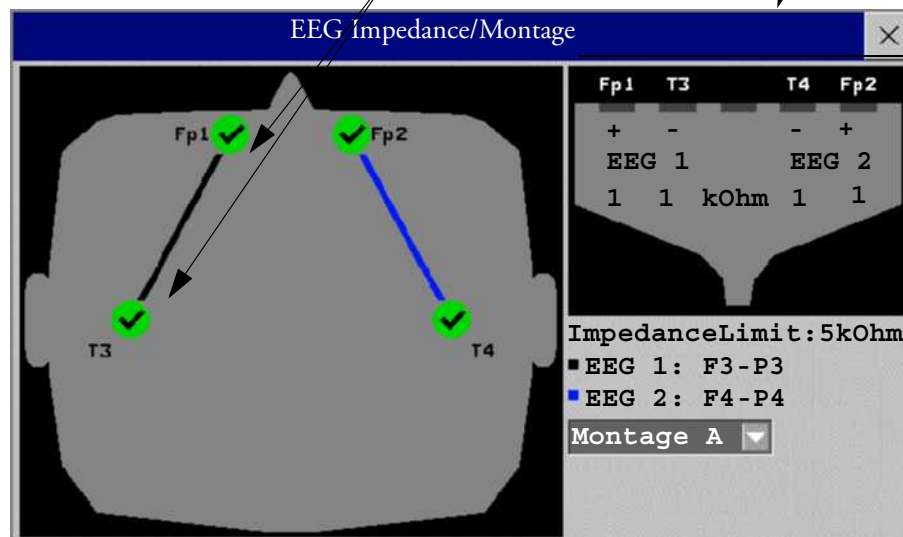 EEG Impedance/Montage
Fp1 Fp2
T3 T4
Fp1 T3 T4 Fp2
+ - - +
EEG 1 EEG 2
1 1 kOhm 1 1
ImpedanceLimit:5kOhm
EEG 1: F3-P3
EEG 2: F4-P4
Montage A